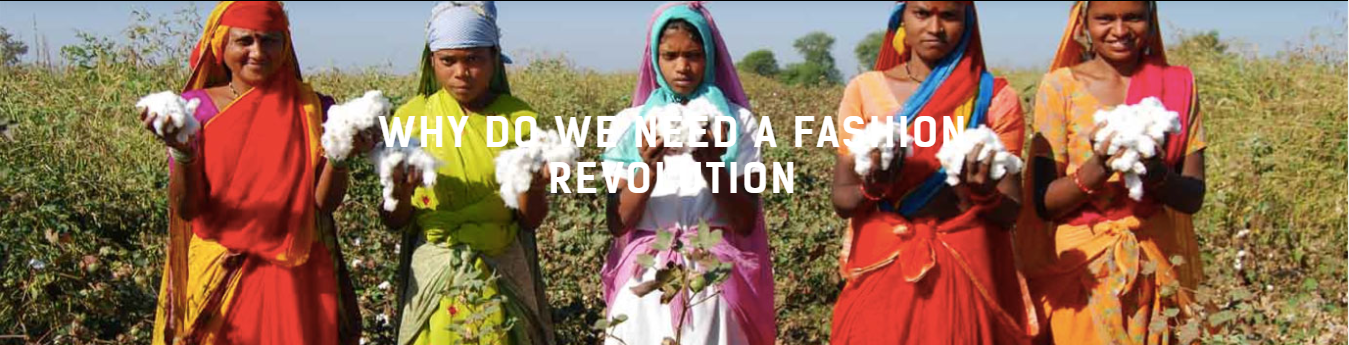 WHY DO WE NEED A FASHION
REVOLUTION